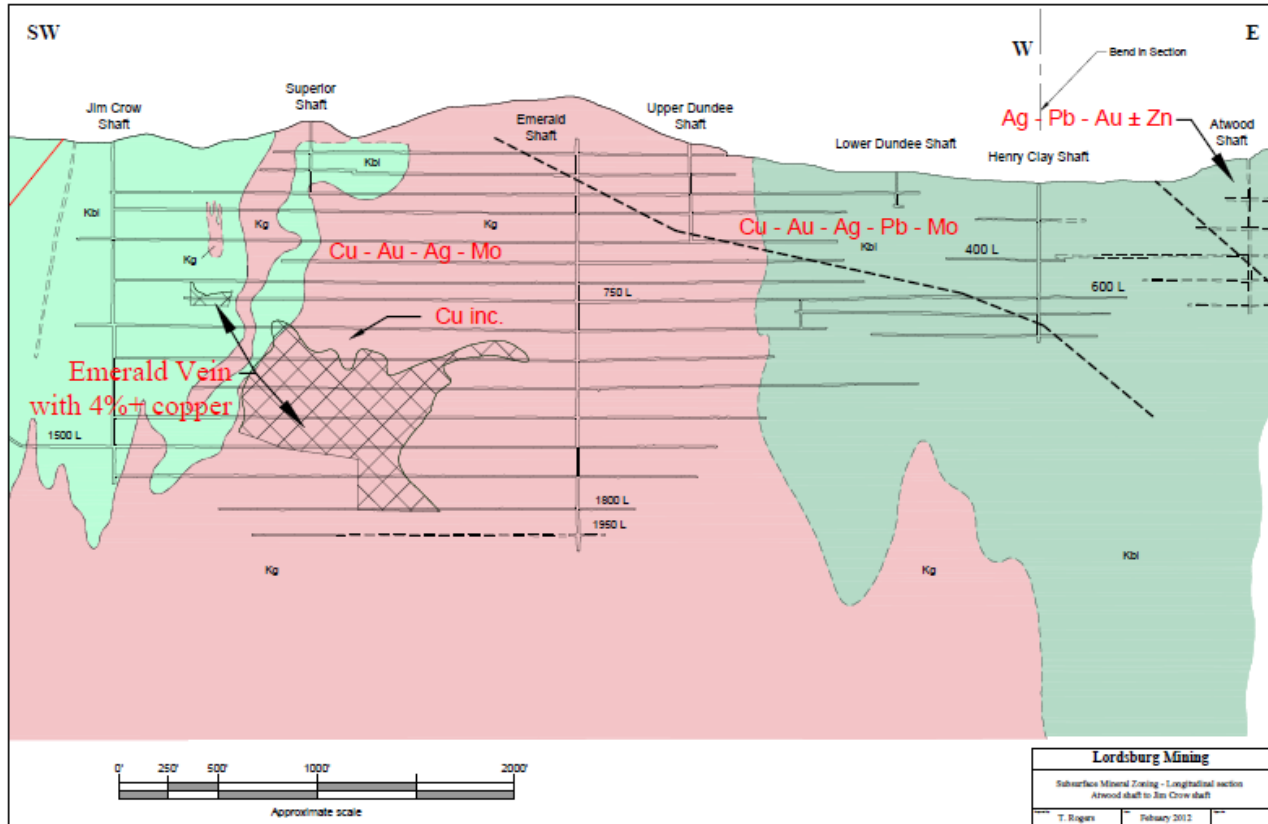 SW
W
E
Bend in Section
Superior
Shaft
Jim Crow
Shaft
Emerald
Shaft
Upper Dundee
Shaft
Ag - Pb - Au ± Zn
Atwood
Shaft
Lower Dundee Shaft
Henry Clay Shaft
Kbl
Kbl
Kg
Kg
Kg
Cu - Au - Ag - Mo
Cu - Au - Ag - Pb - Mo
Kbl
400 L
600 L
750 L
Cu inc.
Emerald Vein
with 4%+ copper
1500 L
1800 L
1950 L
Kg
Kg
Kbl
0'
250'
500'
1000'
2000'
Approximate scale
Lordsburg Mining
Subsurface Mineral Zoning - Longitudinal section
Atwood shaft to Jim Crow shaft
T. Rogers
Febuary 2012